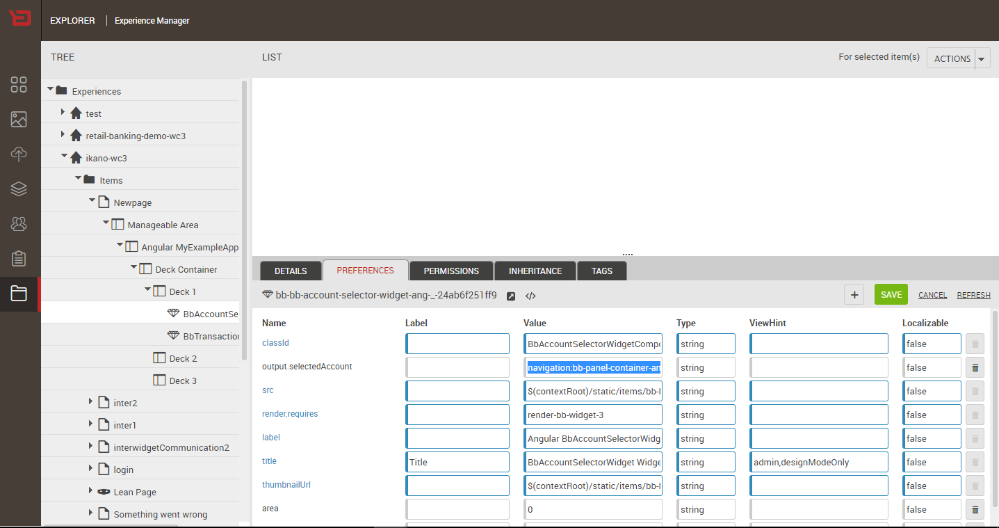 EXPLORER | Experience Manager
TREE
LIST
For selected item(s)
ACTIONS
Experiences
test
retail-banking-demo-wc3
ikano-wc3
Items
Newpage
Manageable Area
Angular MyExampleApp
Deck Container
Deck 1
BbAccountSe
BbTransaction
Deck 2
Deck 3
inter2
inter1
interwidgetCommunication2
login
Lean Page
Something went wrong
DETAILS PREFERENCES PERMISSIONS INHERITANCE TAGS
bb-bb-account-selector-widget-ang-_-24ab6f251ff9 </> + SAVE CANCEL REFRESH
Name Label Value Type ViewHint Localizable
classId BbAccountSelectorWidgetCompo string false
output.selectedAccount navigation:bb-panel-container-an string false
src $(contextRoot)/static/items/bb-l string false
render.requires render-bb-widget-3 string false
label Angular BbAccountSelectorWidg string false
title Title BbAccountSelectorWidget Widge string admin,designModeOnly false
thumbnailUrl $(contextRoot)/static/items/bb-l string false
area 0 string false